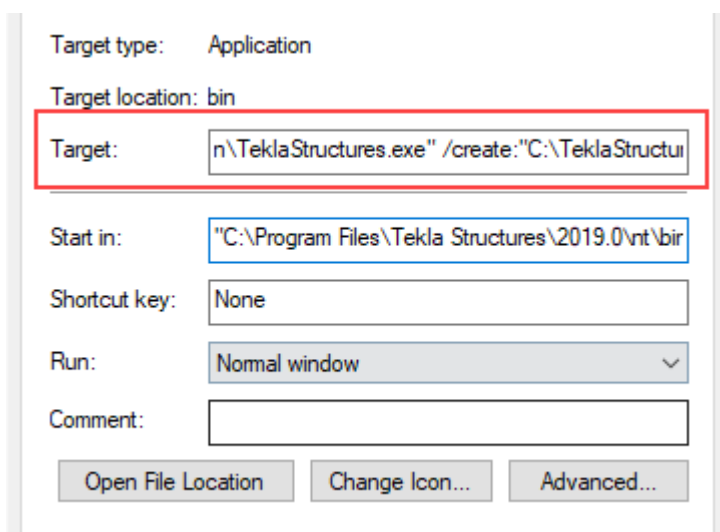 Target type: Application
Target location: bin
Target: n\TeklaStructures.exe" /create:"C:\TeklaStructu
Start in: "C:\Program Files\Tekla Structures\2019.0\nt\bin
Shortcut key: None
Run: Normal window
Comment:
Open File Location Change Icon... Advanced...